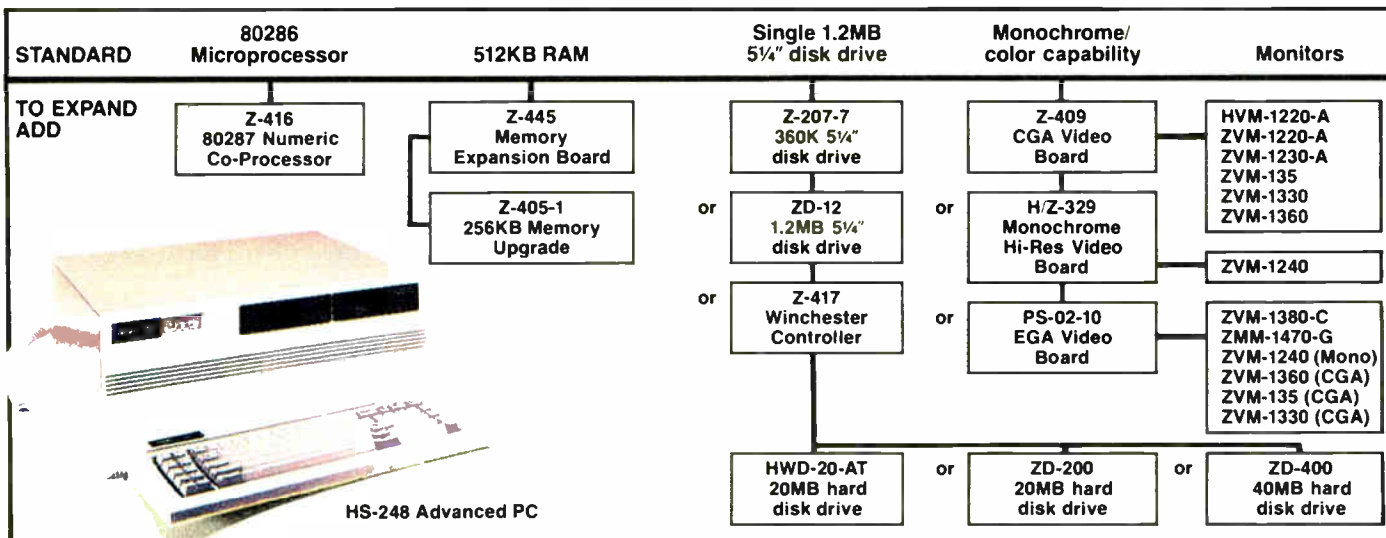 STANDARD
80286
Microprocessor
512KB RAM
Single 1.2MB
5¼" disk drive
Monochrome/
color capability
Monitors
TO EXPAND
ADD
Z-416
80287 Numeric
Co-Processor
Z-445
Memory
Expansion Board
Z-405-1
256KB Memory
Upgrade
Z-207-7
360K 5¼"
disk drive
or
ZD-12
1.2MB 5¼"
disk drive
or
Z-417
Winchester
Controller
Z-409
CGA Video
Board
or
H/Z-329
Monochrome
Hi-Res Video
Board
or
PS-02-10
EGA Video
Board
HVM-1220-A
ZVM-1220-A
ZVM-1230-A
ZVM-135
ZVM-1330
ZVM-1360
ZVM-1240
ZVM-1380-C
ZMM-1470-G
ZVM-1240 (Mono)
ZVM-1360 (CGA)
ZVM-135 (CGA)
ZVM-1330 (CGA)
HWD-20-AT
20MB hard
disk drive
or
ZD-200
20MB hard
disk drive
or
ZD-400
40MB hard
disk drive
HS-248 Advanced PC